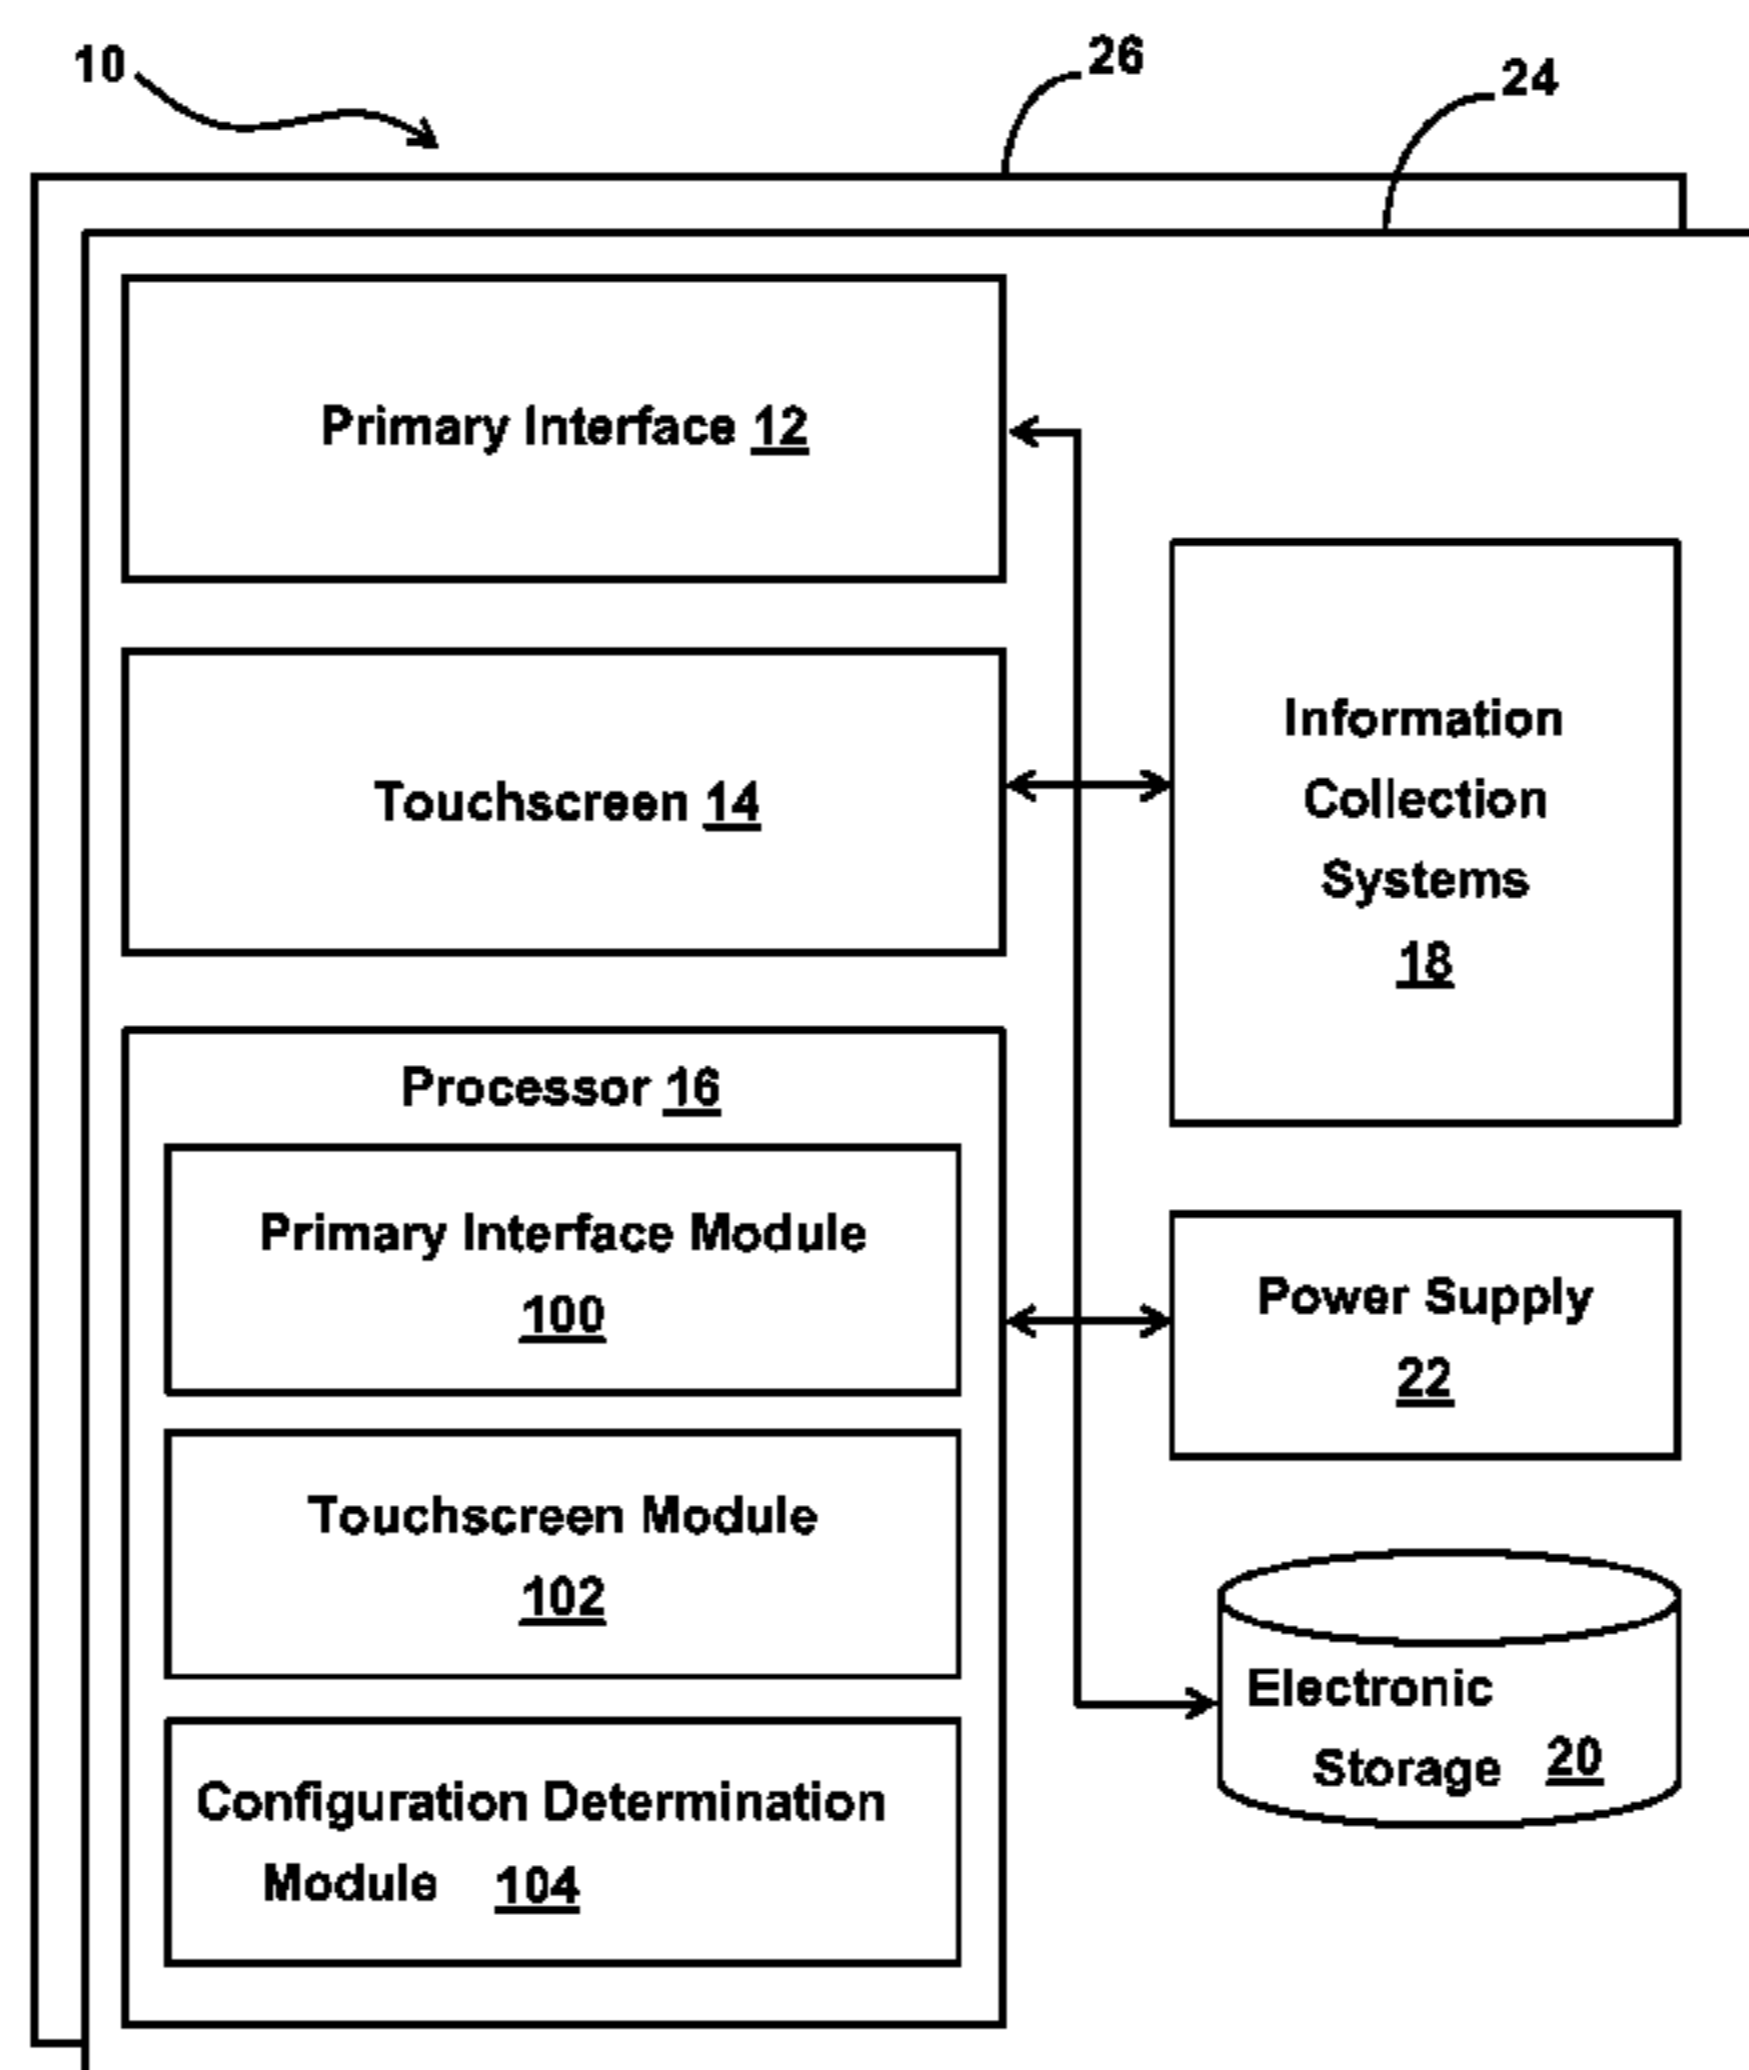 10
26
24
Primary Interface 12
Touchscreen 14
Information
Collection
Systems
18
Processor 16
Primary Interface Module
100
Power Supply
22
Touchscreen Module
102
Electronic
Storage 20
Configuration Determination
Module 104